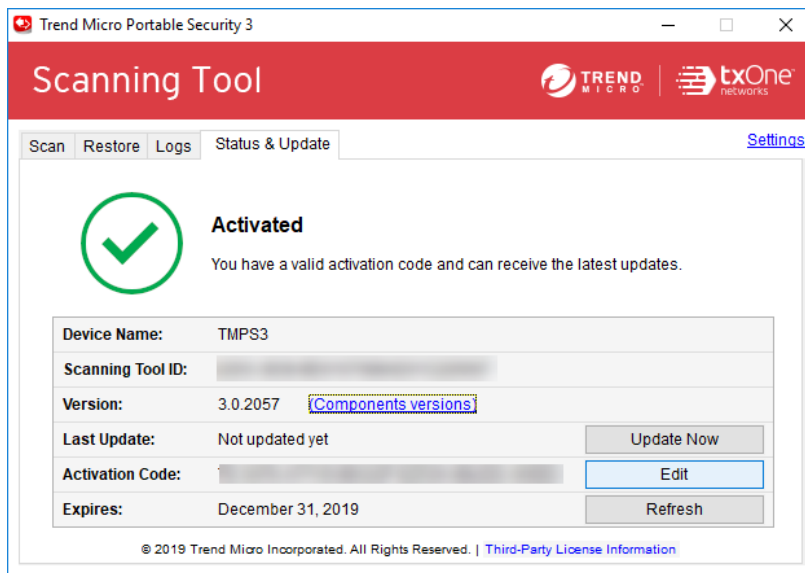 Trend Micro Portable Security 3
Scanning Tool
TREND MICRO
txOne networks
Scan Restore Logs Status & Update Settings
Activated
You have a valid activation code and can receive the latest updates.
Device Name: TMPS3
Scanning Tool ID:
Version: 3.0.2057 (Components versions)
Last Update: Not updated yet Update Now
Activation Code: Edit
Expires: December 31, 2019 Refresh
© 2019 Trend Micro Incorporated. All Rights Reserved. | Third-Party License Information